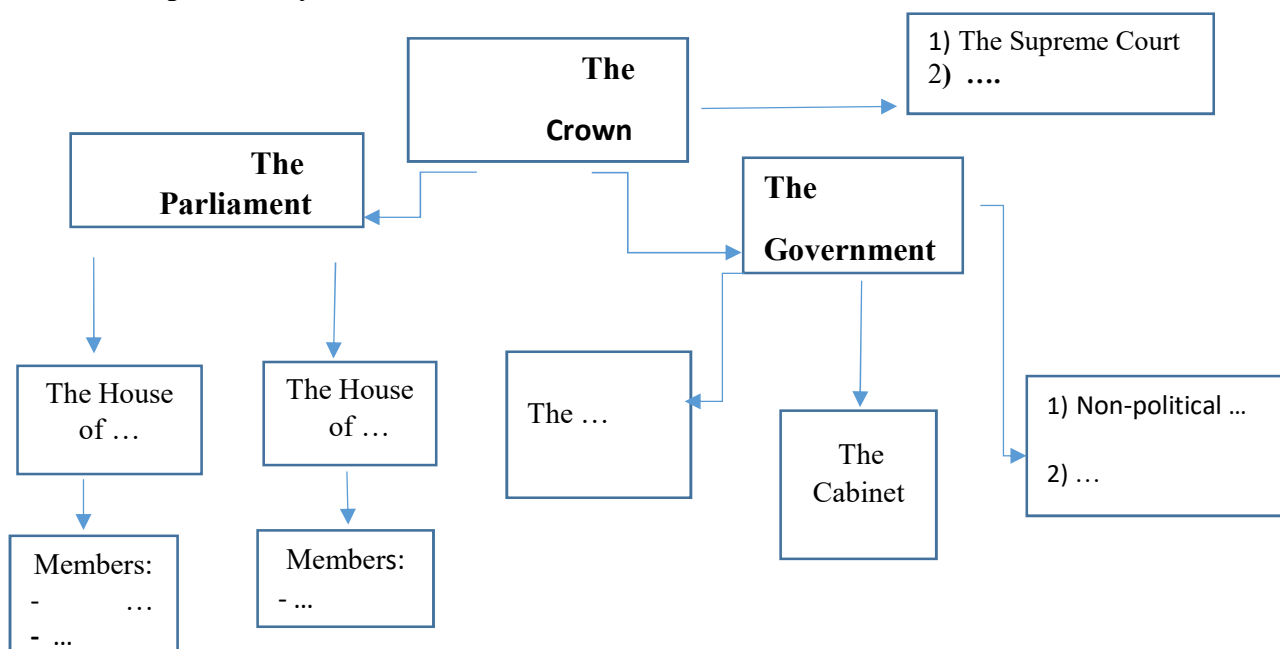 The
Crown
1) The Supreme Court
2) ....
The
Parliament
The
Government
The House
of …
The House
of …
The …
The
Cabinet
1) Non-political …
2) …
Members:
- …
- …
Members:
- …